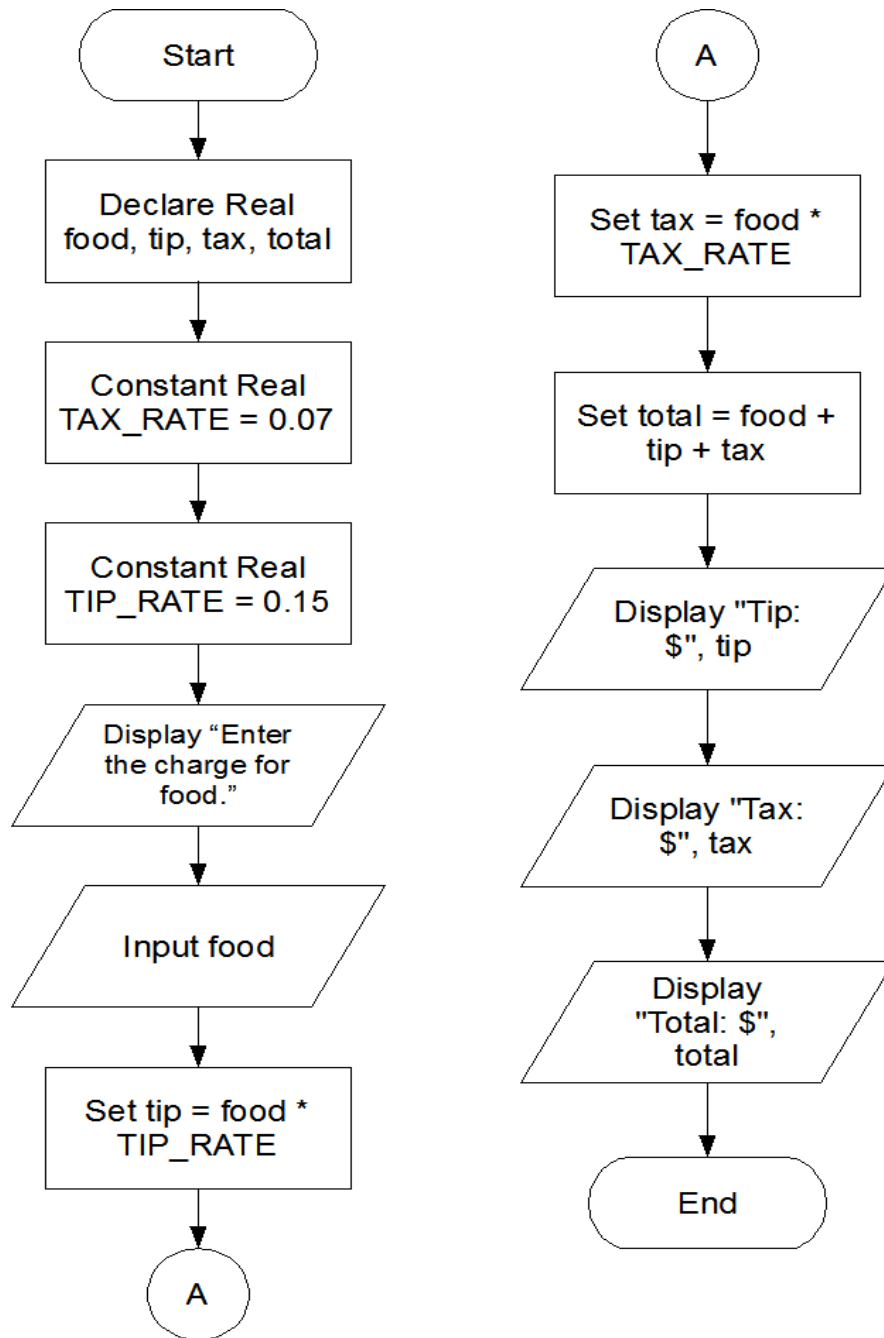 Start
Declare Real
food, tip, tax, total
Constant Real
TAX_RATE = 0.07
Constant Real
TIP_RATE = 0.15
Display “Enter
the charge for
food.”
Input food
Set tip = food *
TIP_RATE
A
A
Set tax = food *
TAX_RATE
Set total = food +
tip + tax
Display "Tip:
$", tip
Display "Tax:
$", tax
Display
"Total: $",
total
End